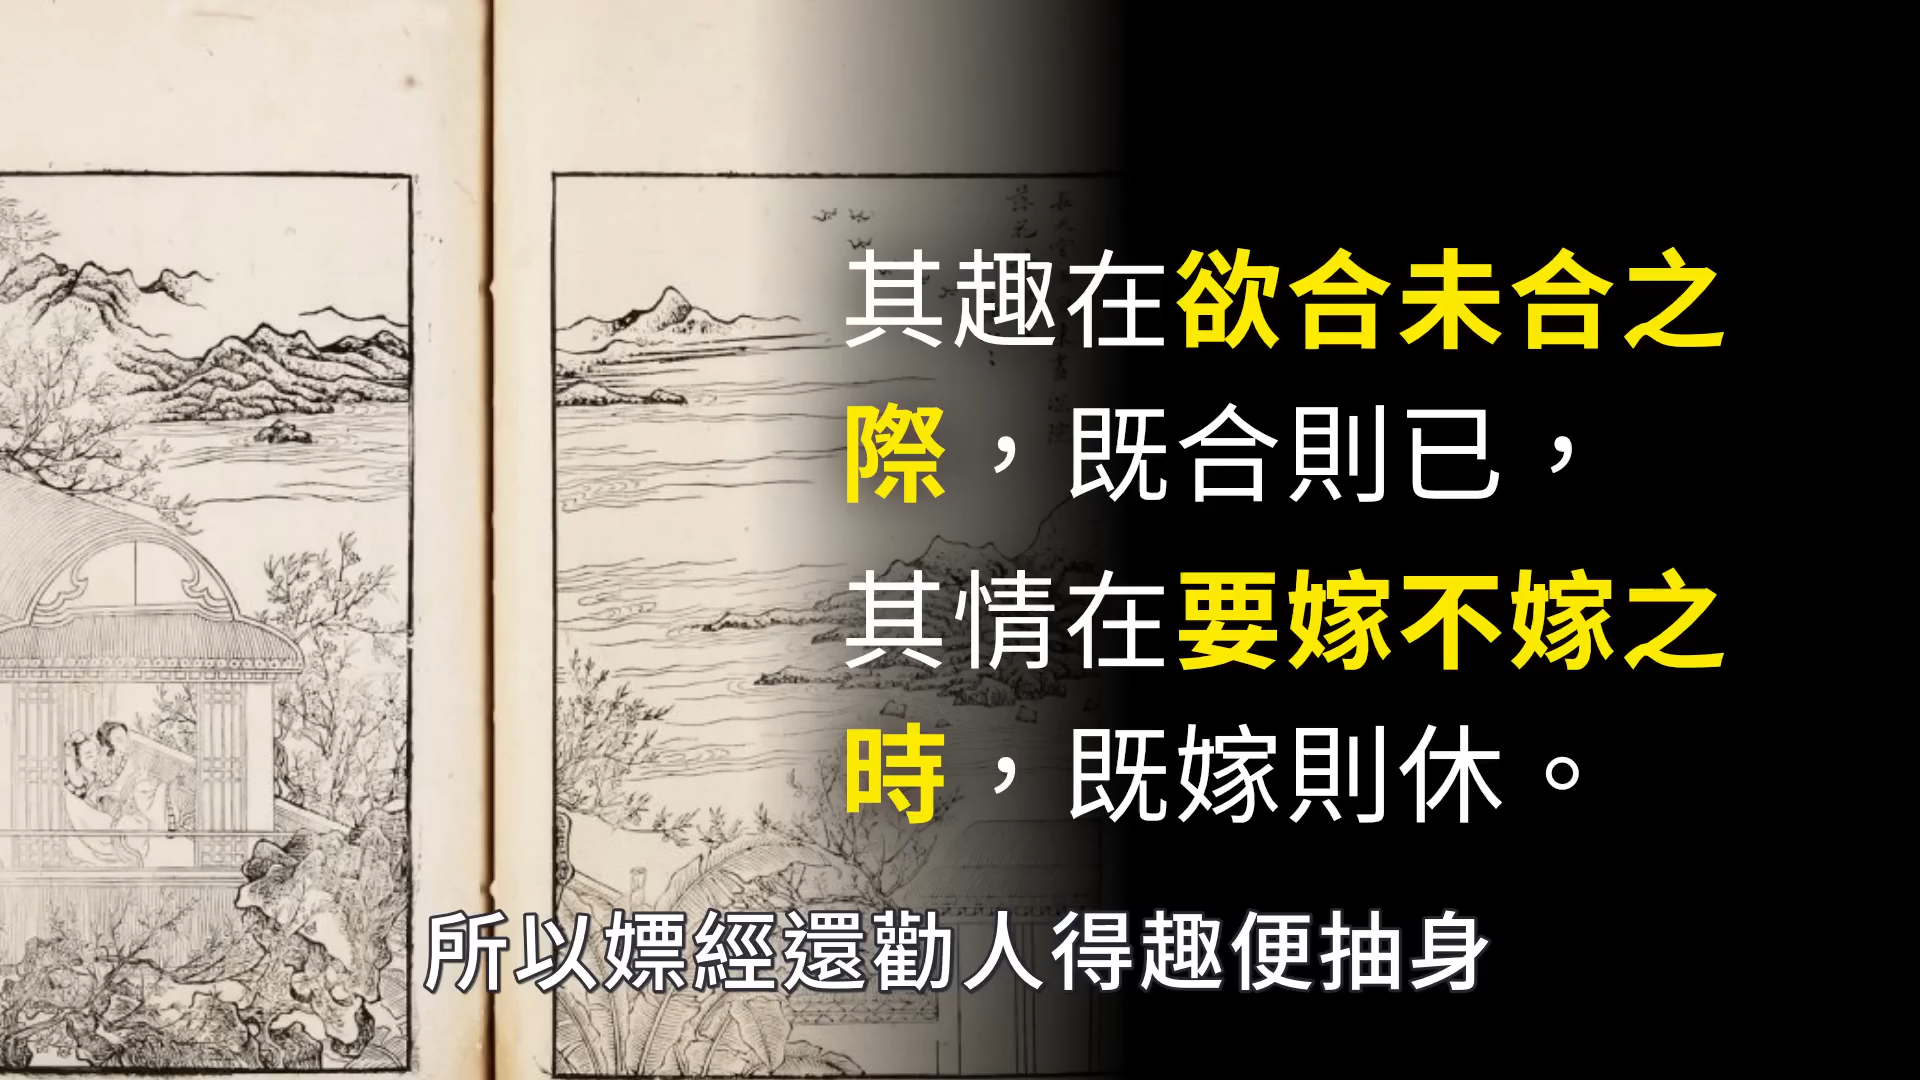 其趣在欲合未合之
際，既合則已，
其情在要嫁不嫁之
時，既嫁則休。
所以嫖經還勸人得趣便抽身